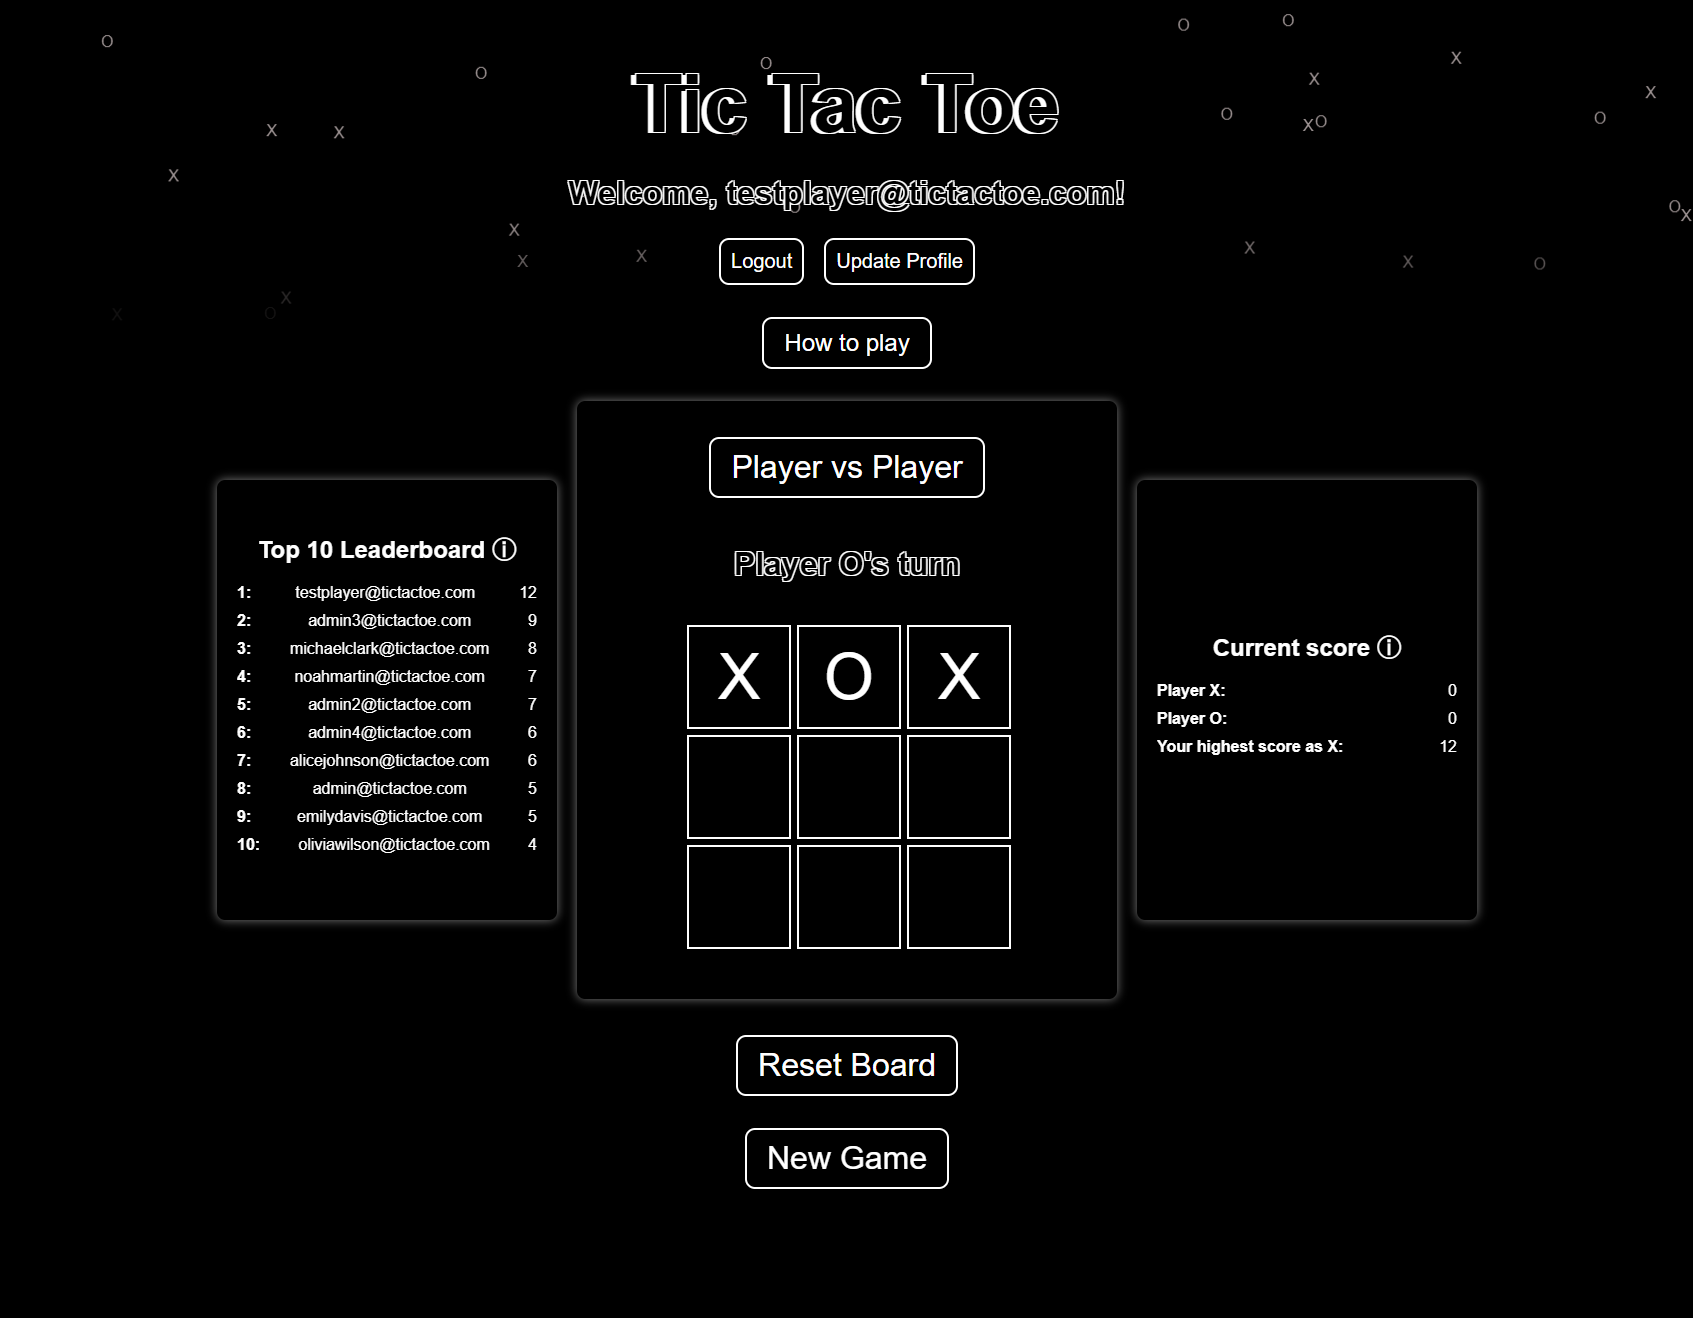 Tic Tac Toe
Welcome, testplayer@tictactoe.com!
Logout Update Profile
How to play
Top 10 Leaderboard ⓘ
1: testplayer@tictactoe.com 12
2: admin3@tictactoe.com 9
3: michaelclark@tictactoe.com 8
4: noahmartin@tictactoe.com 7
5: admin2@tictactoe.com 7
6: admin4@tictactoe.com 6
7: alicejohnson@tictactoe.com 6
8: admin@tictactoe.com 5
9: emilydavis@tictactoe.com 5
10: oliviawilson@tictactoe.com 4
Player vs Player
Player O's turn
X O X
Current score ⓘ
Player X: 0
Player O: 0
Your highest score as X: 12
Reset Board
New Game